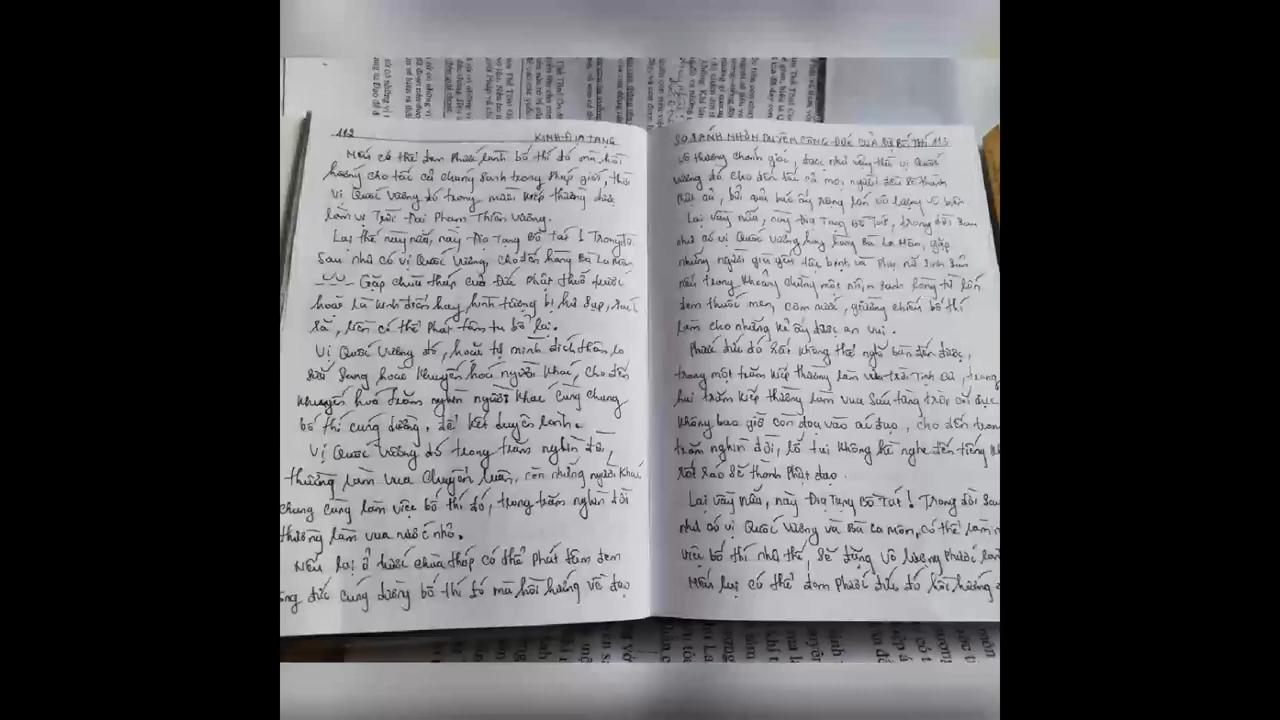 112 KINH ĐỊA TẠNG
Nếu có thể đem phước lành bố thí đó mà hồi
hướng cho tất cả chúng sanh trong pháp giới, thời
vị Quốc Vương đó trong mười kiếp thường được
làm vị Trời Đại Phạm Thiên Vương.
Lại thế này nữa, này Địa Tạng Bồ Tát! Trong đời
sau như có vị Quốc Vương, cho đến hàng Bà La Môn
Gặp chùa tháp của Đức Phật thuở trước
hoặc là kinh điển hay hình tượng bị hư sụp, rách
rã, liền có thể phát tâm tu bổ lại.
Vị Quốc Vương đó, hoặc tự mình đích thân lo
sửa sang hoặc khuyến hoá người khác, cho đến
khuyến hoá trăm nghìn người khác cùng chung
bố thí cúng dường, để kết duyên lành.
Vị Quốc Vương đó trong trăm nghìn đời,
thường làm vua Chuyển luân, còn những người khác
chung cùng làm việc bố thí đó, trong trăm nghìn đời
thường làm vua nước nhỏ.
Nếu lại ở trước chùa tháp có thể phát tâm đem
công đức cúng dường bố thí đó mà hồi hướng về đạo
SO SÁNH NHƠN DUYÊN CÔNG ĐỨC CỦA SỰ BỐ THÍ 113
vô thượng chánh giác, được như vậy thì vị Quốc
Vương đó cho đến tất cả mọi người đều sẽ thành
Phật cả, bởi quả báo ấy rộng lớn vô lượng vô biên
Lại vậy nữa, này Địa Tạng Bồ Tát, trong đời sau
như có vị Quốc Vương hay hàng Bà La Môn, gặp
những người già yếu tật bệnh và phụ nữ sinh sản
nếu trong khoảng chừng một niệm sanh lòng từ lớn
đem thuốc men, cơm nước, giường chiếu bố thí
làm cho những kẻ ấy được an vui.
Phước đức đó rất không thể nghĩ bàn đến được,
trong một trăm kiếp thường làm vua trời Tịnh Cư, trong
hai trăm kiếp thường làm vua sáu tầng trời cõi dục
không bao giờ còn đoạ vào ác đạo, cho đến trong
trăm nghìn đời, lỗ tai không hề nghe đến tiếng
rốt ráo sẽ thành Phật đạo.
Lại vậy nữa, này Địa Tạng Bồ Tát! Trong đời sau
như có vị Quốc Vương và Bà La Môn, có thể làm
việc bố thí như thế, sẽ đặng vô lượng phước lành
Nếu lại có thể đem phước đức đó hồi hướng